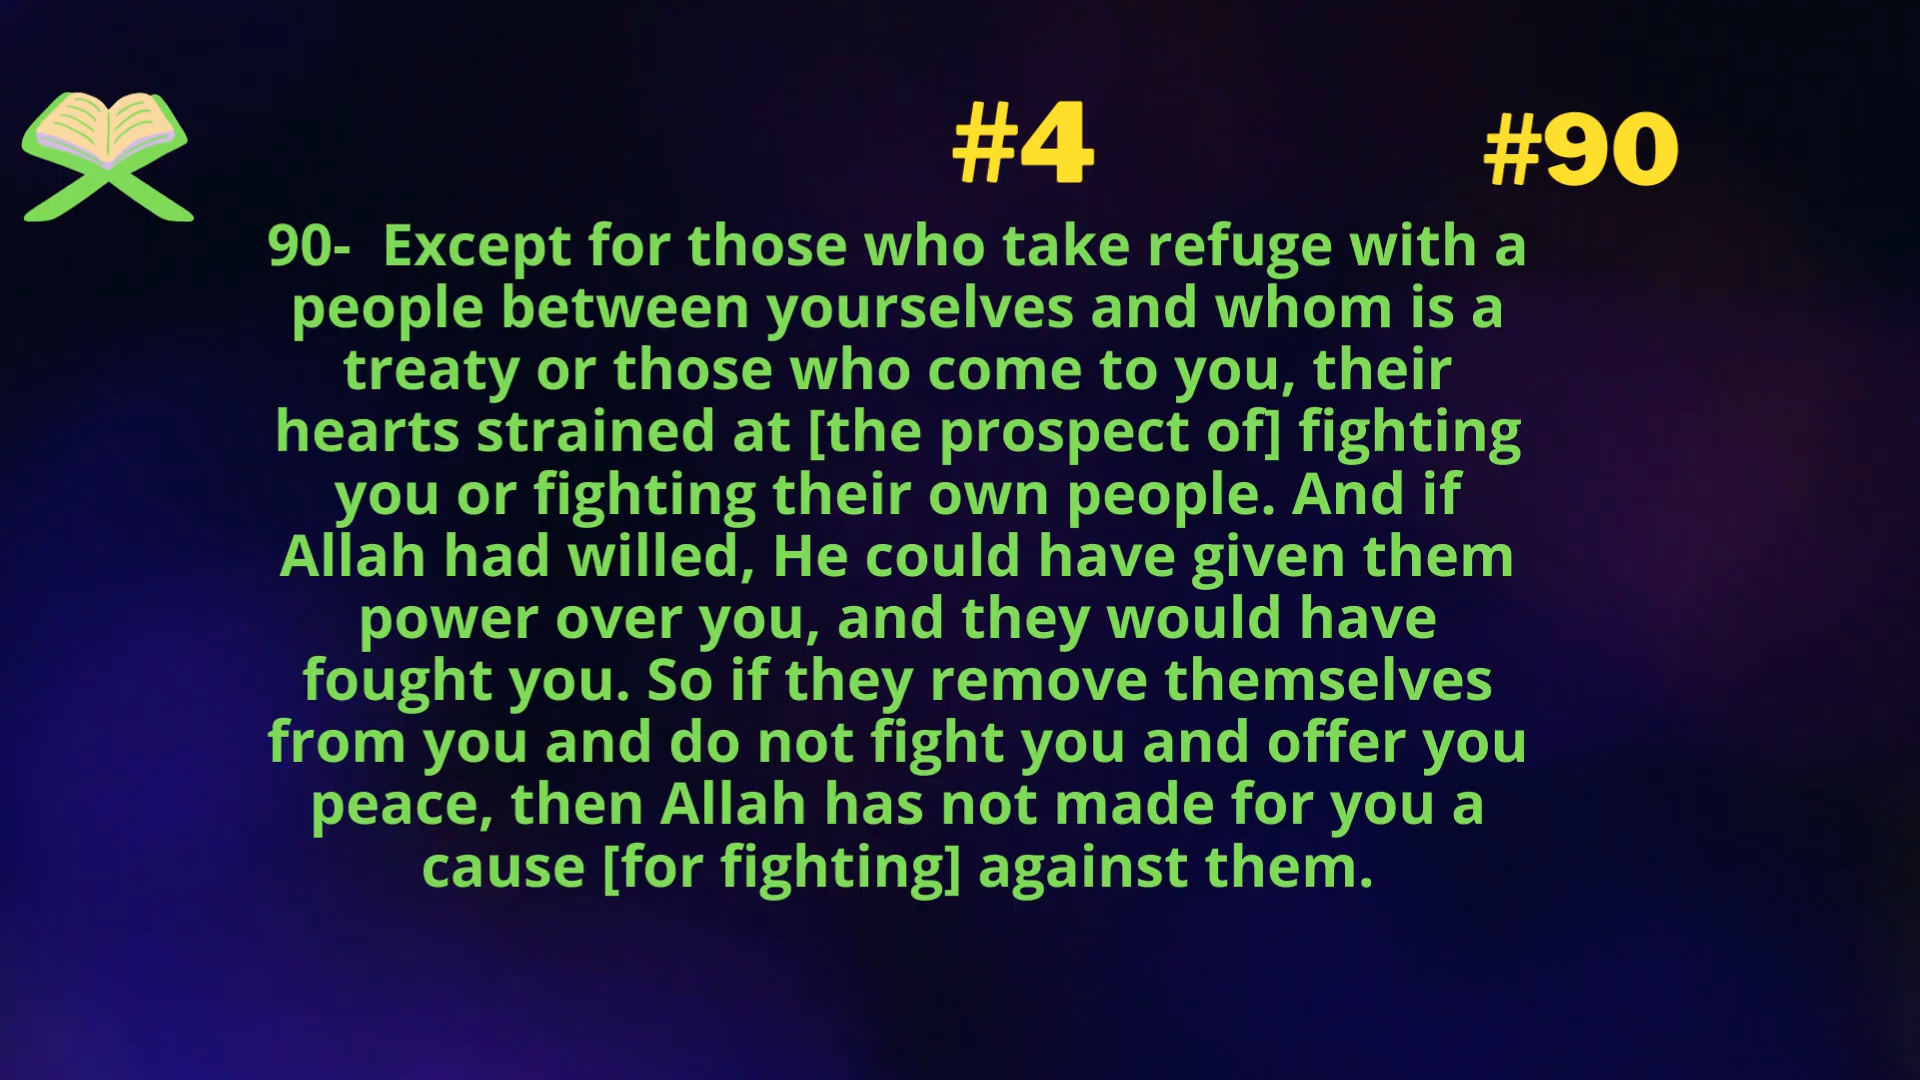 #4
#90
90- Except for those who take refuge with a
people between yourselves and whom is a
treaty or those who come to you, their
hearts strained at [the prospect of] fighting
you or fighting their own people. And if
Allah had willed, He could have given them
power over you, and they would have
fought you. So if they remove themselves
from you and do not fight you and offer you
peace, then Allah has not made for you a
cause [for fighting] against them.